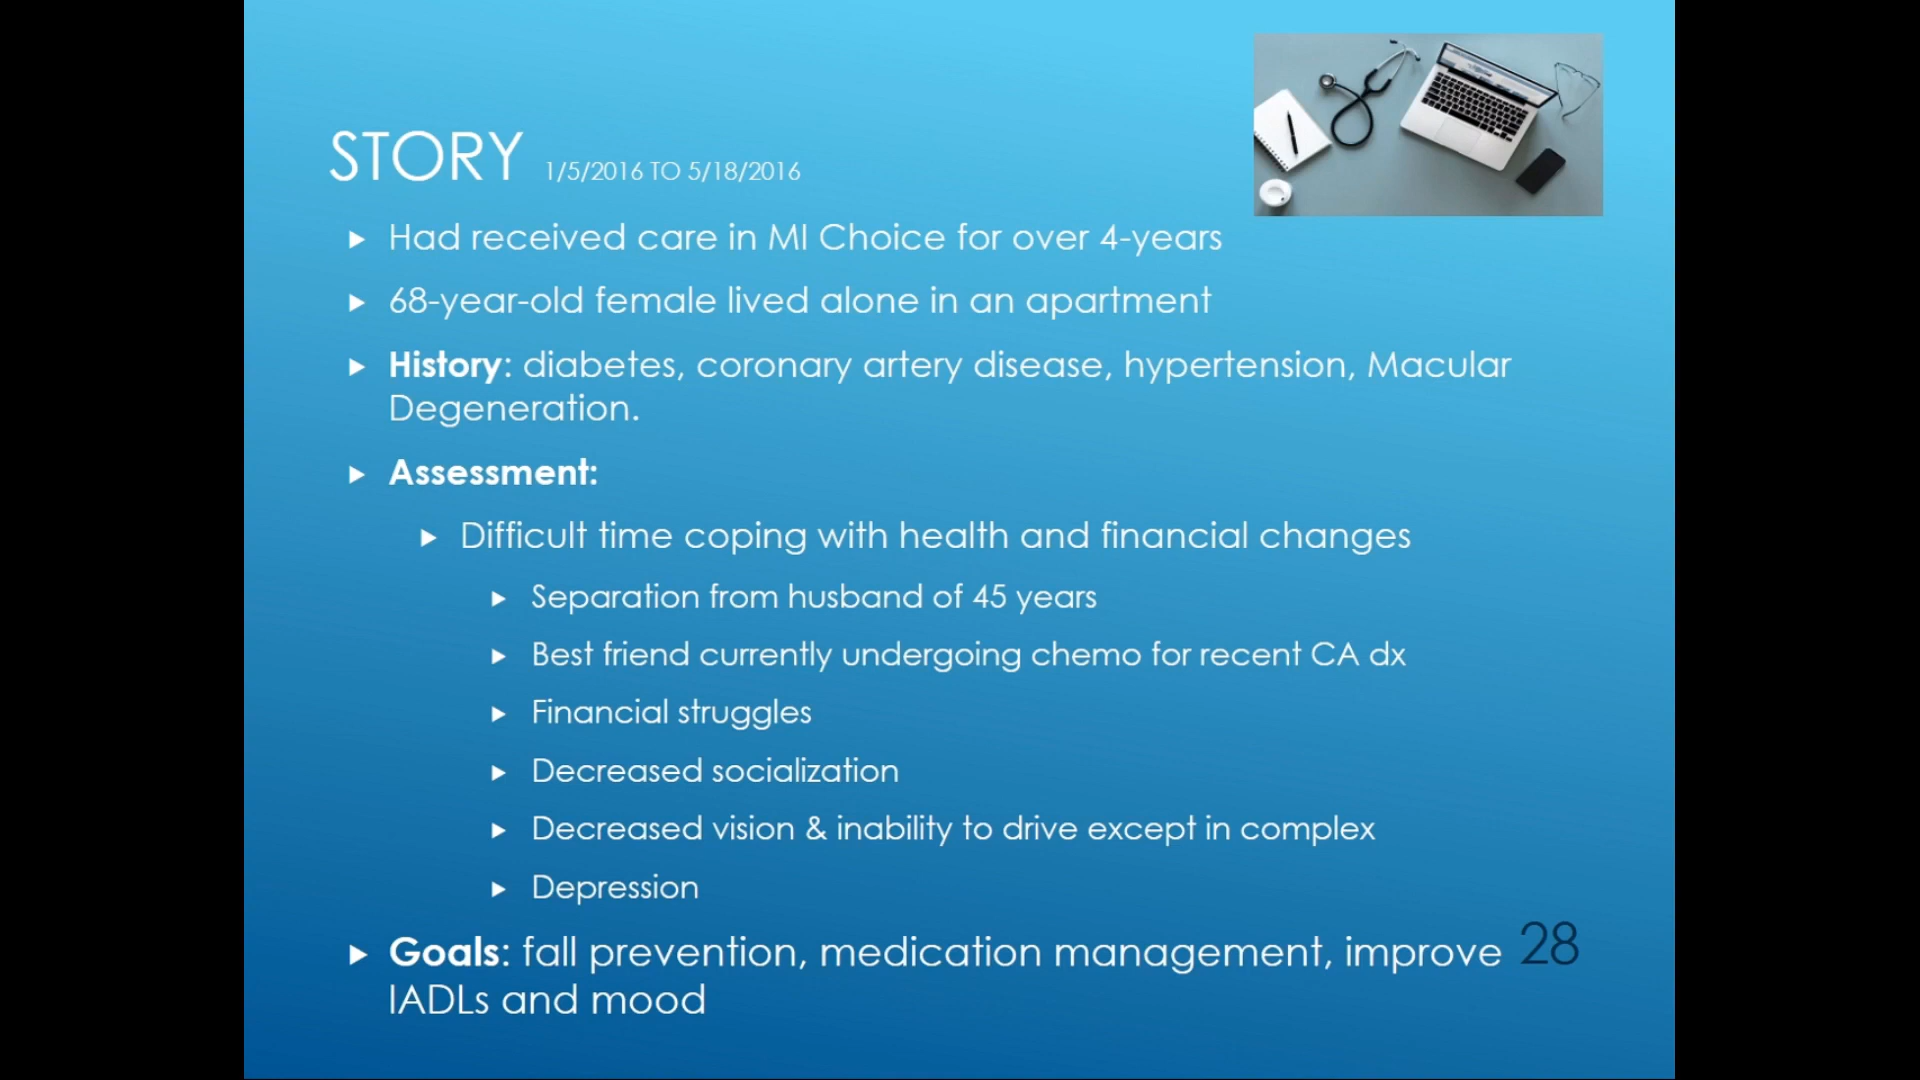 STORY 1/5/2016 TO 5/18/2016
Had received care in MI Choice for over 4-years
68-year-old female lived alone in an apartment
History: diabetes, coronary artery disease, hypertension, Macular
Degeneration.
Assessment:
Difficult time coping with health and financial changes
Separation from husband of 45 years
Best friend currently undergoing chemo for recent CA dx
Financial struggles
Decreased socialization
Decreased vision & inability to drive except in complex
Depression
Goals: fall prevention, medication management, improve
IADLs and mood
28